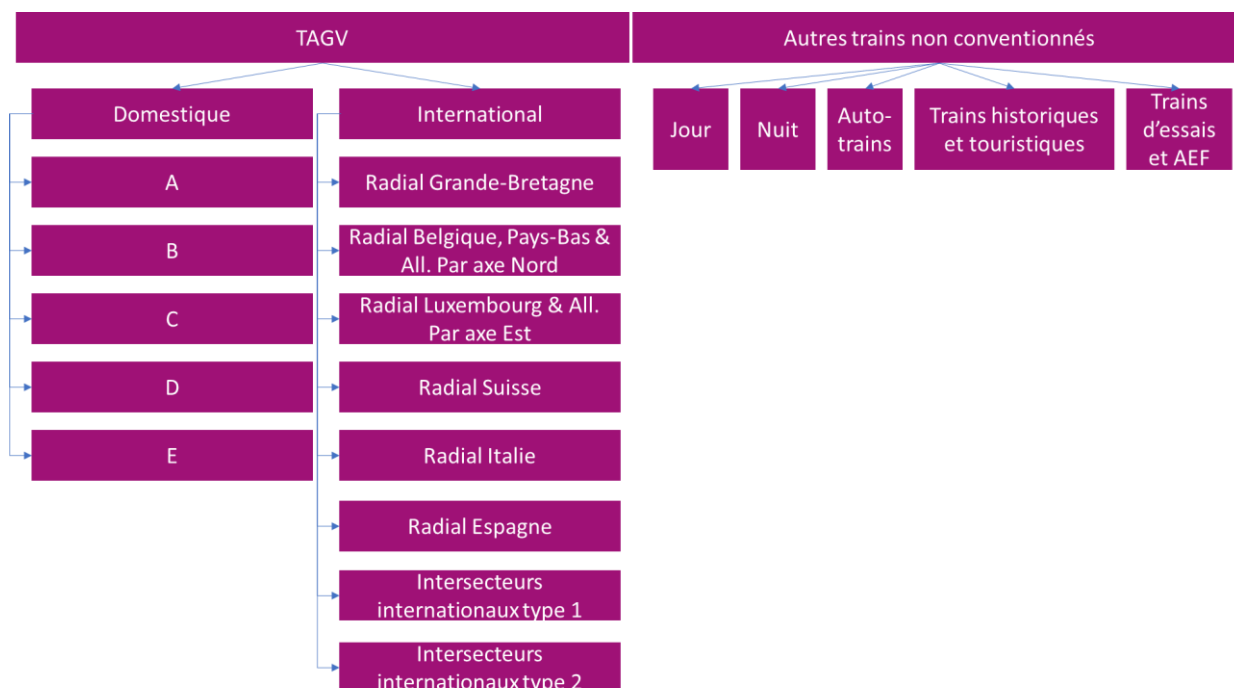 TAGV
Autres trains non conventionnés
Domestique
International
Jour
Nuit
Auto-
trains
Trains historiques
et touristiques
Trains
d'essais
et AEF
A
Radial Grande-Bretagne
B
Radial Belgique, Pays-Bas &
All. Par axe Nord
C
Radial Luxembourg & All.
Par axe Est
D
Radial Suisse
E
Radial Italie
Radial Espagne
Intersecteurs
internationaux type 1
Intersecteurs
internationaux type 2